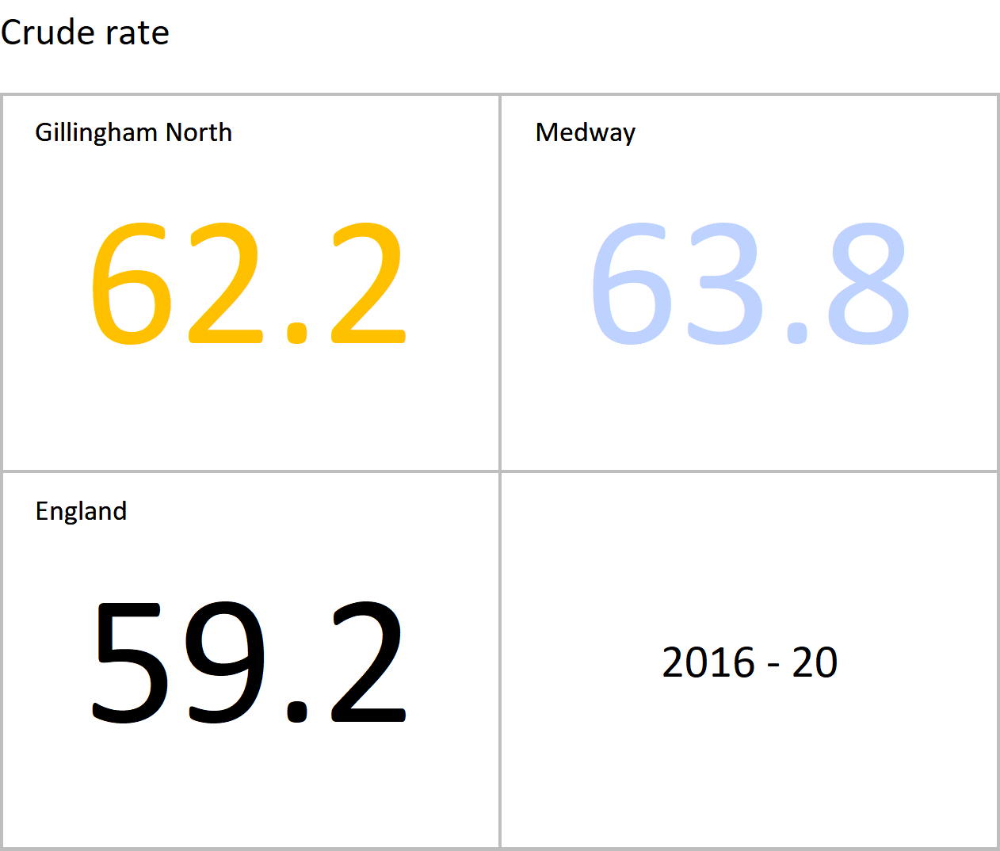 Crude rate
Gillingham North
62.2
Medway
63.8
England
59.2
2016 - 20